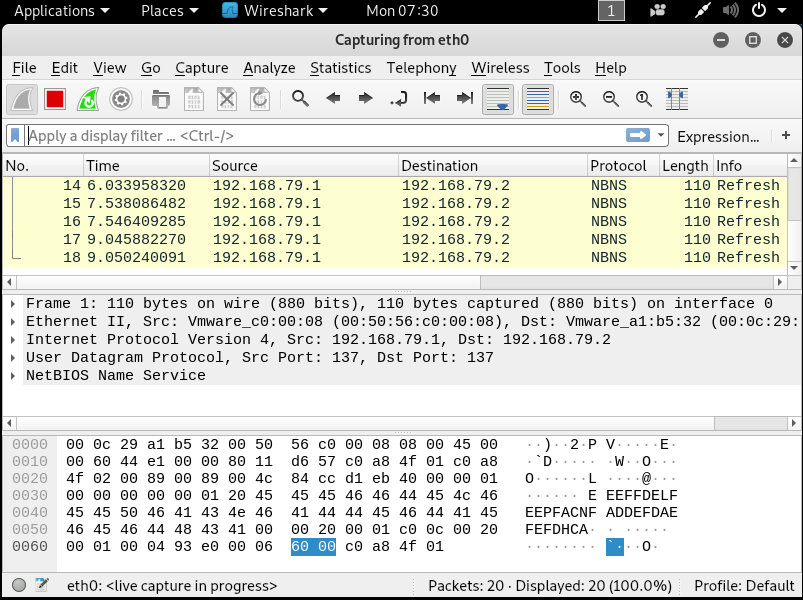 Applications Places Wireshark Mon 07:30 1
Capturing from eth0
File Edit View Go Capture Analyze Statistics Telephony Wireless Tools Help
Apply a display filter ... <Ctrl-/> Expression... +
No. Time Source Destination Protocol Length Info
14 6.033958320 192.168.79.1 192.168.79.2 NBNS 110 Refresh
15 7.538086482 192.168.79.1 192.168.79.2 NBNS 110 Refresh
16 7.546409285 192.168.79.1 192.168.79.2 NBNS 110 Refresh
17 9.045882270 192.168.79.1 192.168.79.2 NBNS 110 Refresh
18 9.050240091 192.168.79.1 192.168.79.2 NBNS 110 Refresh
Frame 1: 110 bytes on wire (880 bits), 110 bytes captured (880 bits) on interface 0
Ethernet II, Src: Vmware_c0:00:08 (00:50:56:c0:00:08), Dst: Vmware_a1:b5:32 (00:0c:29:
Internet Protocol Version 4, Src: 192.168.79.1, Dst: 192.168.79.2
User Datagram Protocol, Src Port: 137, Dst Port: 137
NetBIOS Name Service
0000 00 0c 29 a1 b5 32 00 50 56 c0 00 08 08 00 45 00 ··)··2·P V·····E·
0010 00 60 44 e1 00 00 80 11 d6 57 c0 a8 4f 01 c0 a8 ·`D····· ·W··O···
0020 4f 02 00 89 00 89 00 4c 84 cc d1 eb 40 00 00 01 O······L ····@···
0030 00 00 00 00 00 01 20 45 45 45 46 46 44 45 4c 46 ······ E EEFFDELF
0040 45 45 50 46 41 43 4e 46 41 44 44 45 46 44 41 45 EEPFACNF ADDEFDAE
0050 46 45 46 44 48 43 41 00 00 20 00 01 c0 0c 00 20 FEFDHCA· · ·····
0060 00 01 00 04 93 e0 00 06 60 00 c0 a8 4f 01 ········ `···O·
eth0: <live capture in progress> Packets: 20 · Displayed: 20 (100.0%) Profile: Default